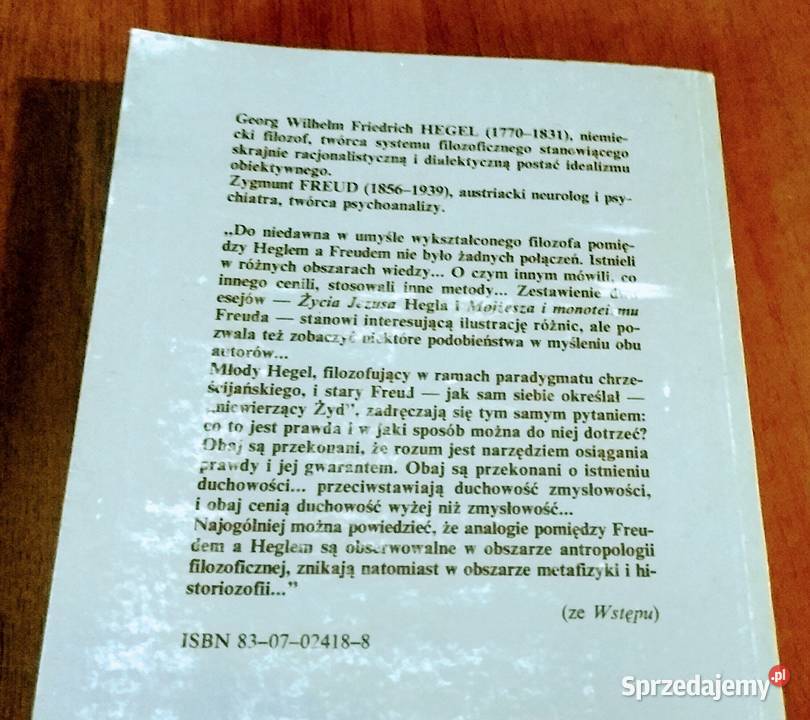 Georg Wilhelm Friedrich HEGEL (1770–1831), niemie-
cki filozof, twórca systemu filozoficznego stanowiącego
skrajnie racjonalistyczną i dialektyczną postać idealizmu
obiektywnego.
Zygmunt FREUD (1856–1939), austriacki neurolog i psy-
chiatra, twórca psychoanalizy.
„Do niedawna w umyśle wykształconego filozofa pomię-
dzy Heglem a Freudem nie było żadnych połączeń. Istnieli
w różnych obszarach wiedzy... O czym innym mówili, co
innego cenili, stosowali inne metody... Zestawienie
esejów — Życia Jezusa Hegla i Mojżesza i monoteizmu
Freuda — stanowi interesującą ilustrację różnic, ale po-
zwala też zobaczyć niektóre podobieństwa w myśleniu obu
autorów...
Młody Hegel, filozofujący w ramach paradygmatu chrze-
ścijańskiego, i stary Freud — jak sam siebie określał —
„niewierzący Żyd”, zadręczają się tym samym pytaniem:
co to jest prawda i w jaki sposób można do niej dotrzeć?
Obaj są przekonani, że rozum jest narzędziem osiągania
prawdy i jej gwarantem. Obaj są przekonani o istnieniu
duchowości... przeciwstawiają duchowość zmysłowości,
i obaj cenią duchowość wyżej niż zmysłowość...
Najogólniej można powiedzieć, że analogie pomiędzy Freu-
dem a Heglem są obserwowalne w obszarze antropologii
filozoficznej, znikają natomiast w obszarze metafizyki i hi-
storiozofii...”
(ze Wstępu)
ISBN 83-07-02418-8
Sprzedajemy.pl